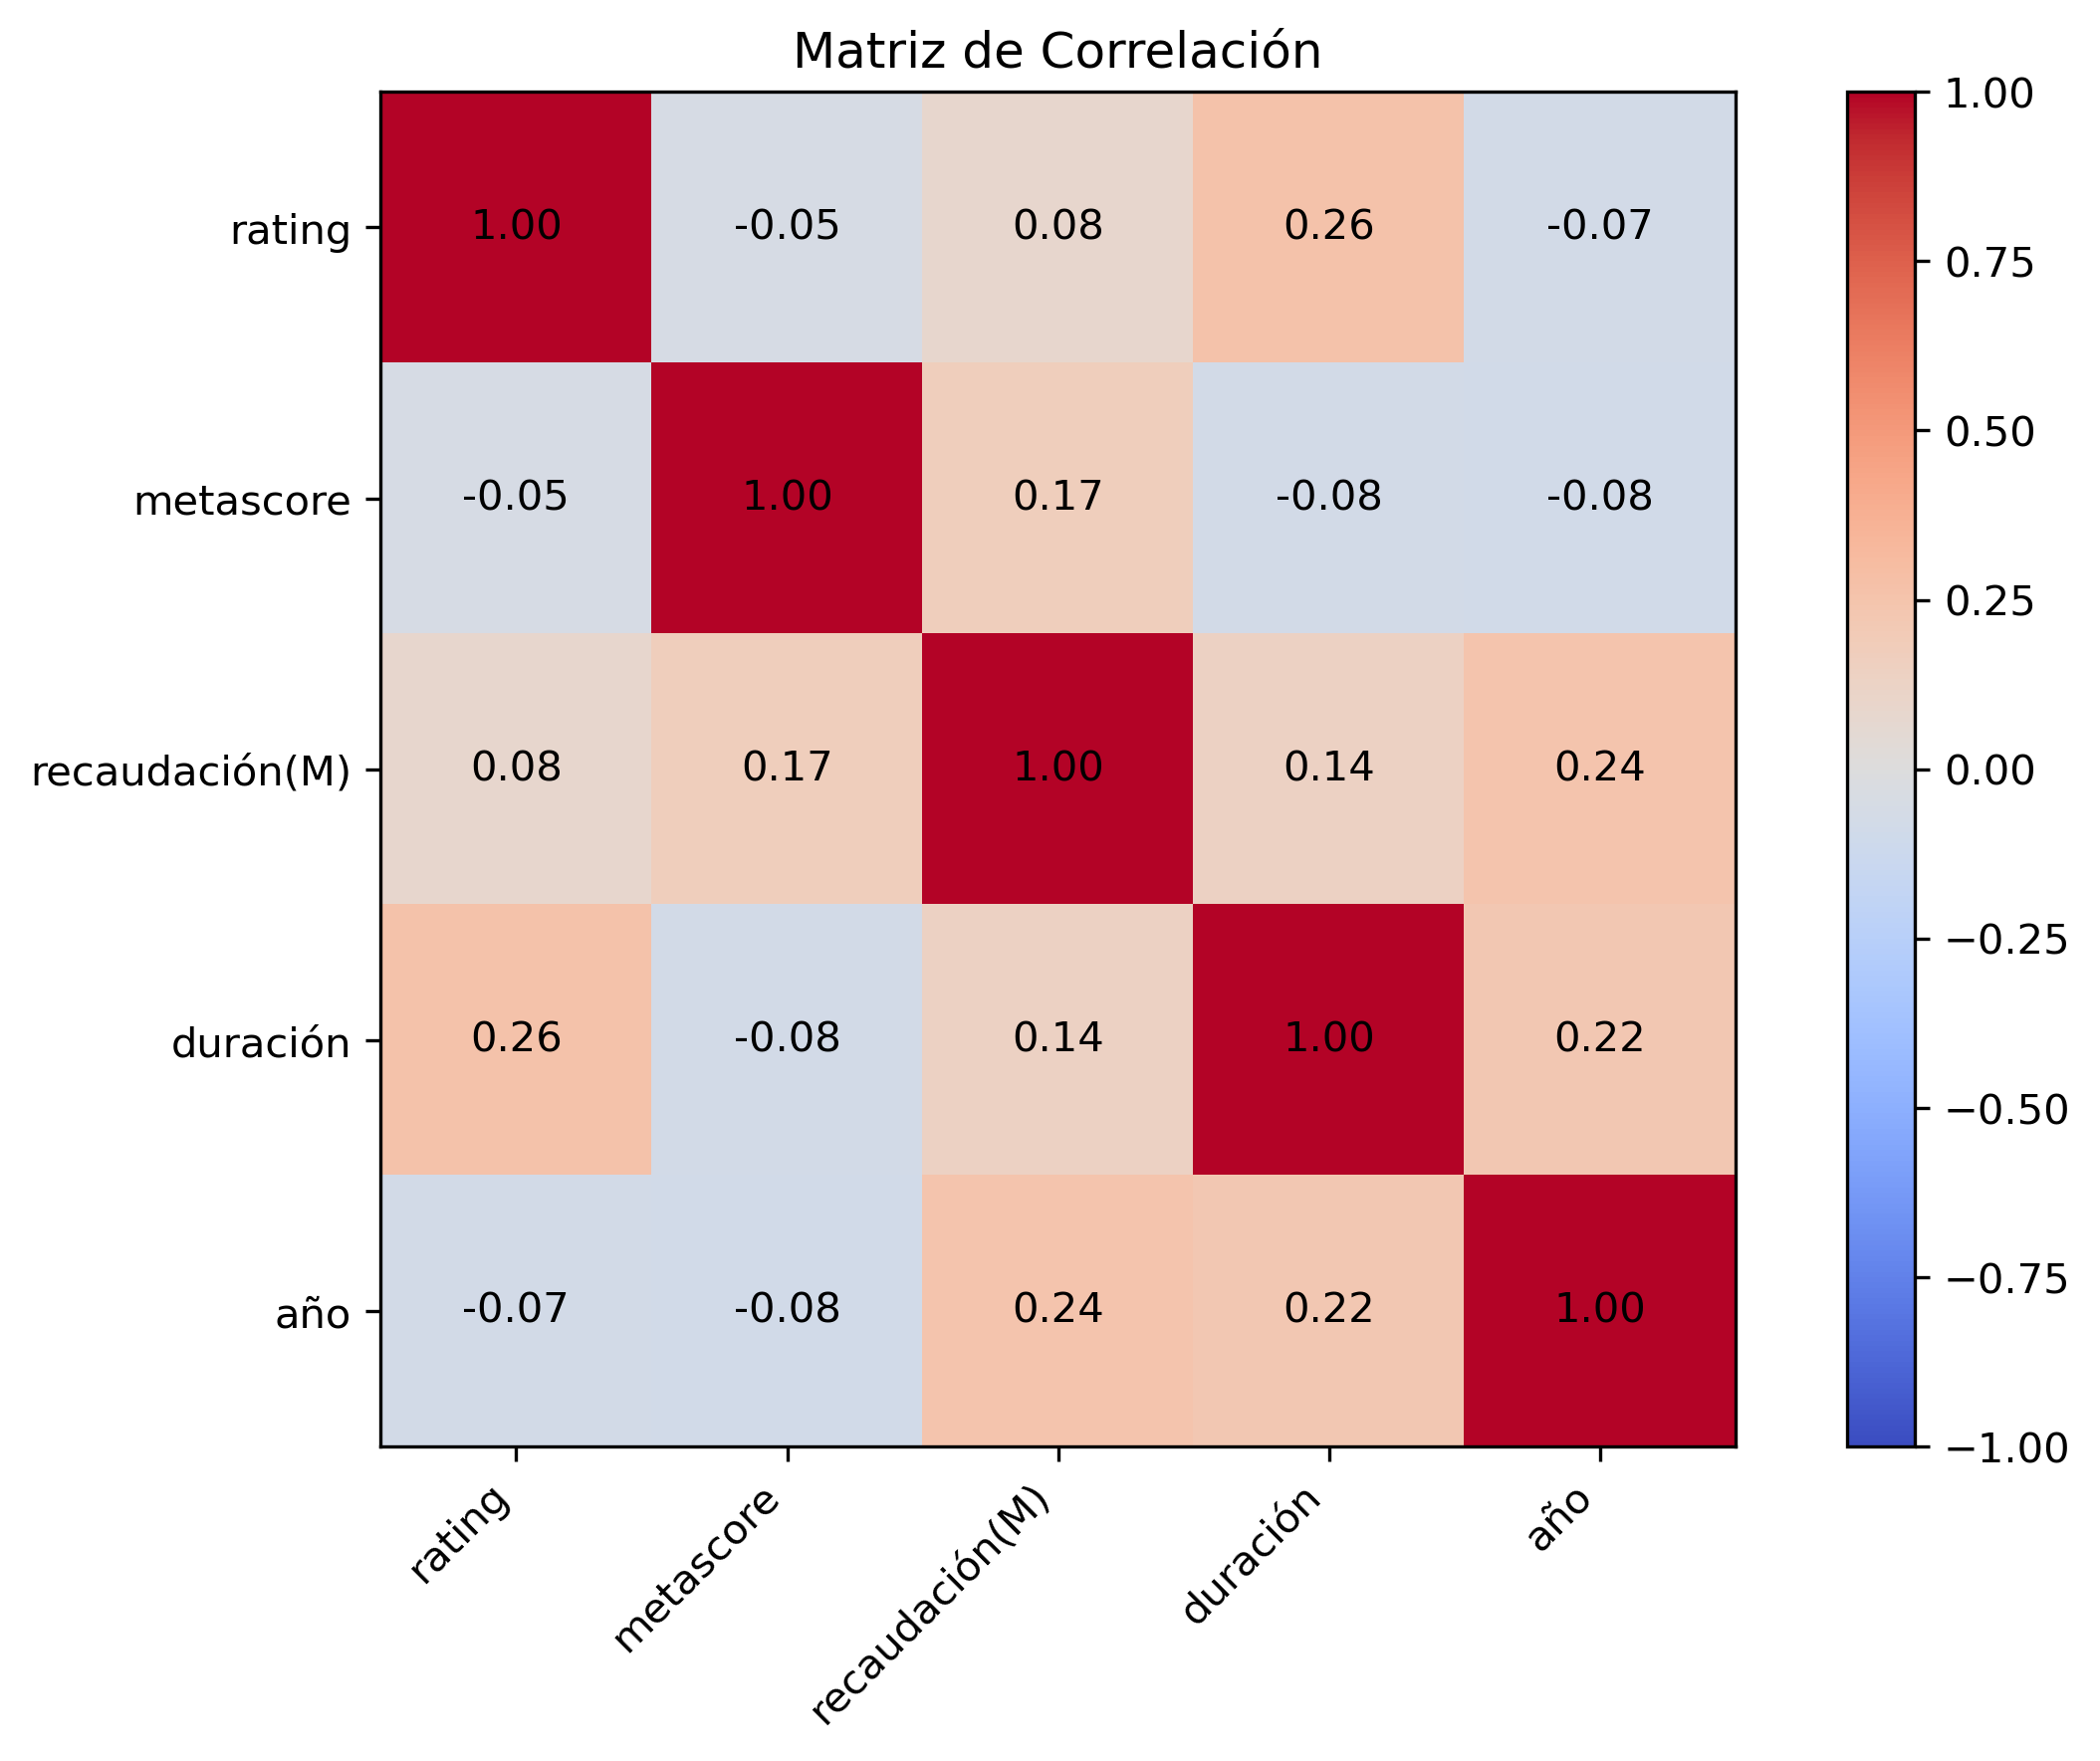 Matriz de Correlación
rating 1.00 -0.05 0.08 0.26 -0.07
metascore -0.05 1.00 0.17 -0.08 -0.08
recaudación(M) 0.08 0.17 1.00 0.14 0.24
duración 0.26 -0.08 0.14 1.00 0.22
año -0.07 -0.08 0.24 0.22 1.00
rating metascore recaudación(M) duración año
1.00
0.75
0.50
0.25
0.00
−0.25
−0.50
−0.75
−1.00